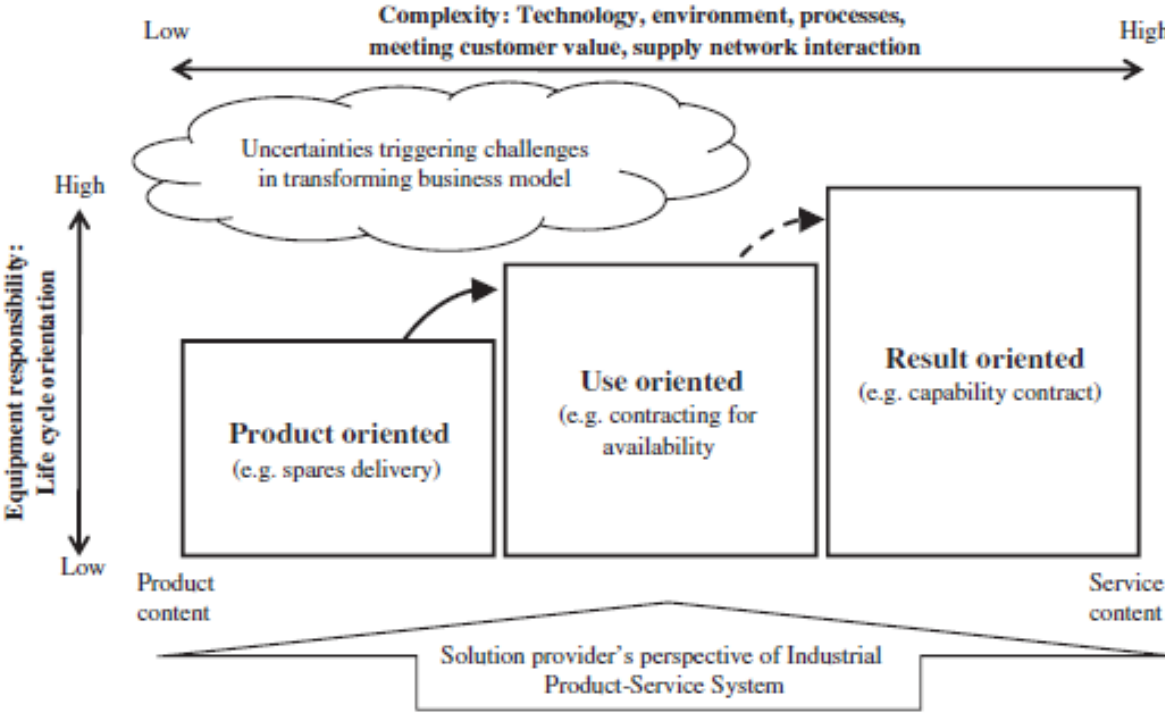 Complexity: Technology, environment, processes,
meeting customer value, supply network interaction
Low
High
Uncertainties triggering challenges
in transforming business model
High
Equipment responsibility:
Life cycle orientation
Low
Product oriented
(e.g. spares delivery)
Use oriented
(e.g. contracting for
availability
Result oriented
(e.g. capability contract)
Product
content
Service
content
Solution provider's perspective of Industrial
Product-Service System